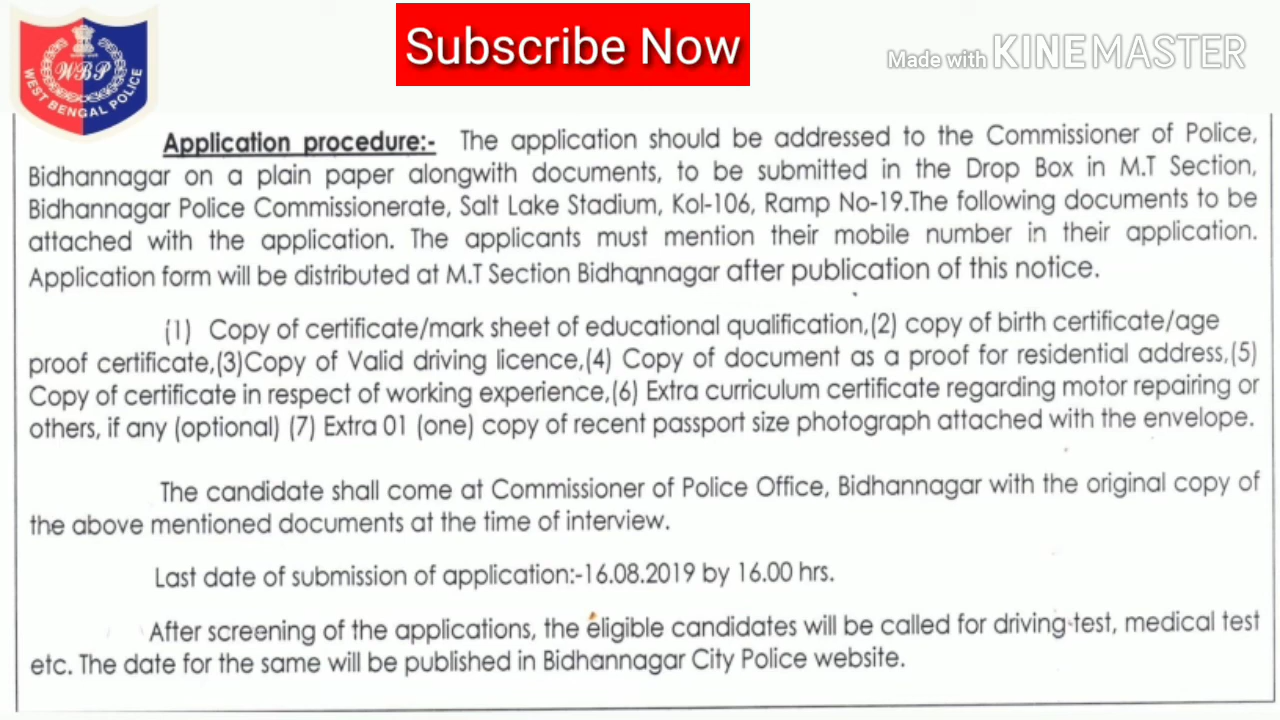 Subscribe Now
Made with KINEMASTER
WBP
WEST BENGAL POLICE
Application procedure:- The application should be addressed to the Commissioner of Police,
Bidhannagar on a plain paper alongwith documents, to be submitted in the Drop Box in M.T Section,
Bidhannagar Police Commissionerate, Salt Lake Stadium, Kol-106, Ramp No-19.The following documents to be
attached with the application. The applicants must mention their mobile number in their application.
Application form will be distributed at M.T Section Bidhannagar after publication of this notice.
(1) Copy of certificate/mark sheet of educational qualification,(2) copy of birth certificate/age
proof certificate,(3)Copy of Valid driving licence,(4) Copy of document as a proof for residential address,(5)
Copy of certificate in respect of working experience,(6) Extra curriculum certificate regarding motor repairing or
others, if any (optional) (7) Extra 01 (one) copy of recent passport size photograph attached with the envelope.
The candidate shall come at Commissioner of Police Office, Bidhannagar with the original copy of
the above mentioned documents at the time of interview.
Last date of submission of application:-16.08.2019 by 16.00 hrs.
After screening of the applications, the eligible candidates will be called for driving test, medical test
etc. The date for the same will be published in Bidhannagar City Police website.